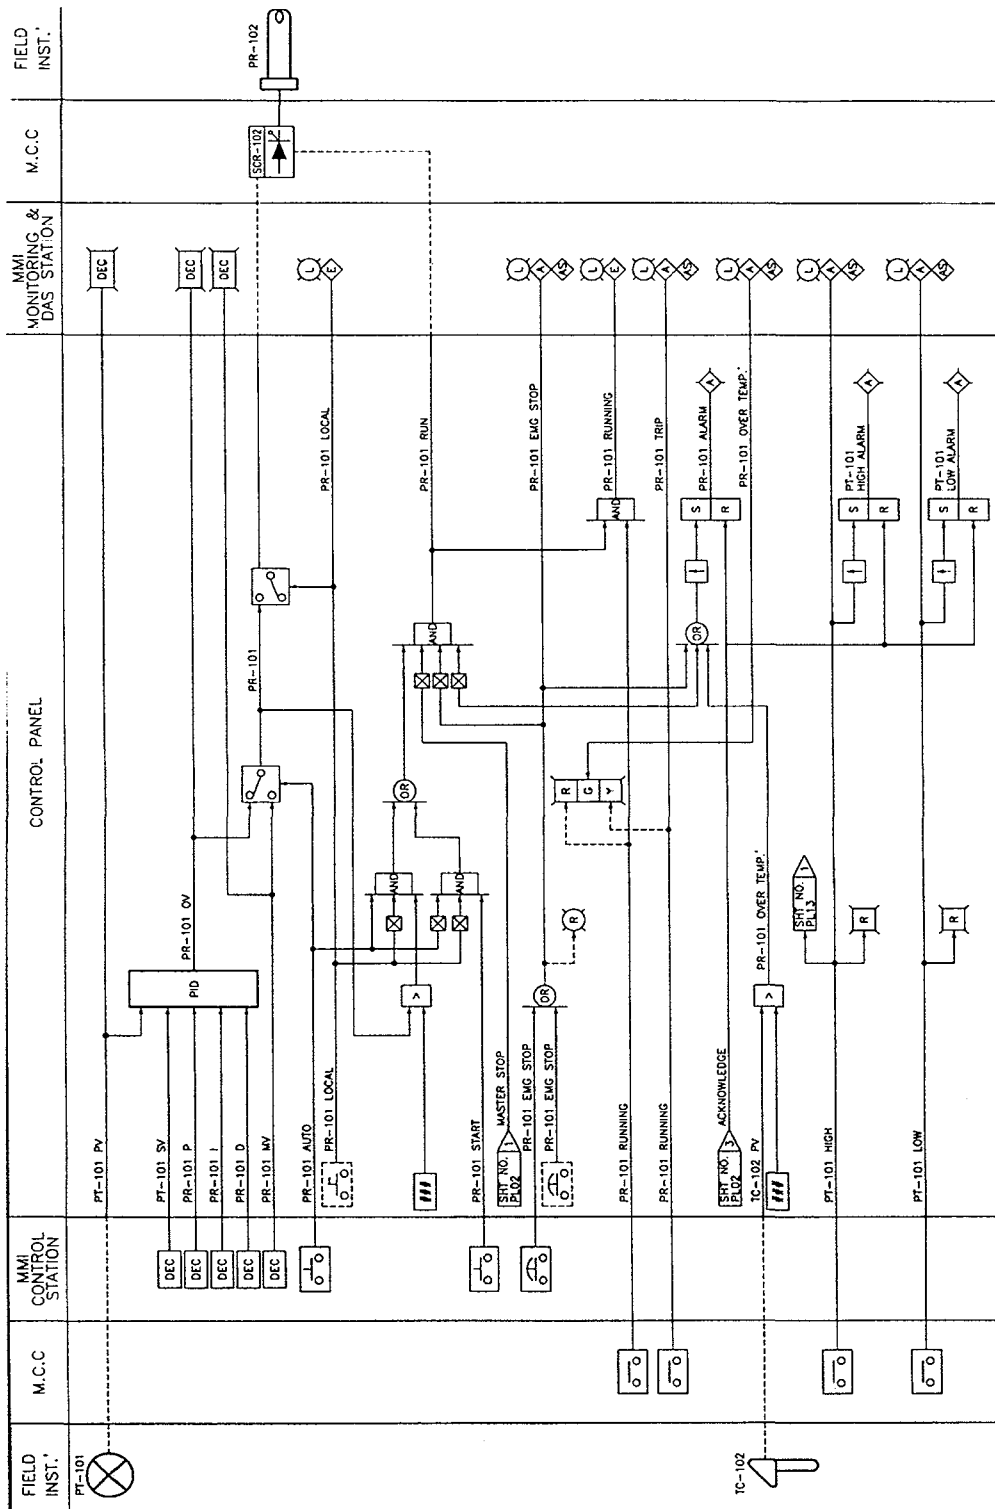 FIELD
INST.'
M.C.C
MMI
CONTROL
STATION
CONTROL PANEL
MMI
MONITORING &
DAS STATION
M.C.C
FIELD
INST.'
PT-101
PT-101 PV
DEC
DEC
PT-101 SV
DEC
PR-101 P
DEC
PR-101 I
DEC
PR-101 D
DEC
PR-101 MV
PID
PR-101 OV
DEC
DEC
PR-101
SCR-102
P
PR-102
PR-101 AUTO
PR-101 LOCAL
PR-101 LOCAL
L
E
###
>
AND
AND
OR
AND
PR-101 RUN
PR-101 START
SHT NO.
PL02
1
MASTER STOP
PR-101 EMG STOP
PR-101 EMG STOP
OR
R
PR-101 EMG STOP
L
A
AS
R
G
Y
AND
PR-101 RUNNING
L
E
PR-101 RUNNING
PR-101 RUNNING
PR-101 TRIP
L
A
AS
OR
S
R
PR-101 ALARM
A
SHT NO.
PL02
3
ACKNOWLEDGE
TC-102
TC-102 PV
###
>
PR-101 OVER TEMP.'
PR-101 OVER TEMP.'
L
A
AS
PT-101 HIGH
SHT NO.
PL13
1
R
S
R
PT-101
HIGH ALARM
A
L
A
AS
PT-101 LOW
R
S
R
PT-101
LOW ALARM
A
L
A
AS